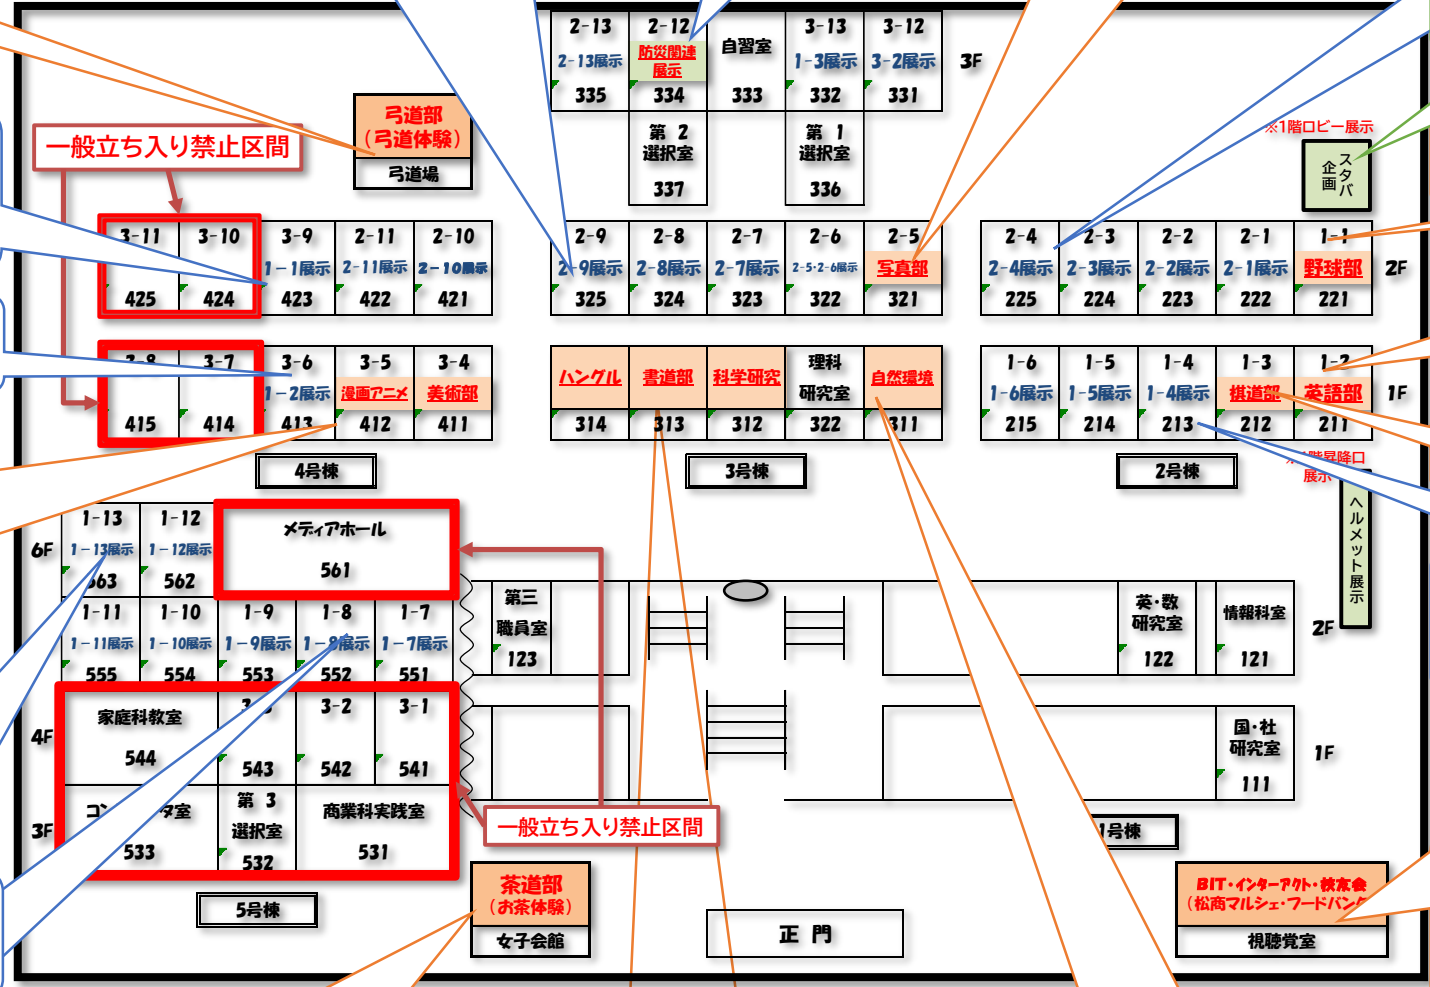 2-13
2-12
自習室
3-13
3-12
2-13展示
防災関連
展示
1-3展示
3-2展示
3F
335
334
333
332
331
第 2
選択室
337
第 1
選択室
336
弓道部
（弓道体験）
弓道場
一般立ち入り禁止区間
※1階ロビー展示
スタバ
企画
3-11
3-10
3-9
2-11
2-10
1-1展示
2-11展示
2-10展示
425
424
423
422
421
2-9
2-8
2-7
2-6
2-5
2-9展示
2-8展示
2-7展示
2-5・2-6展示
写真部
325
324
323
322
321
2-4
2-3
2-2
2-1
1-1
2-4展示
2-3展示
2-2展示
2-1展示
野球部
2F
225
224
223
222
221
3-7
3-6
3-5
3-4
1-2展示
漫画アニメ
美術部
415
414
413
412
411
4号棟
ハングル
書道部
科学研究
理科
研究室
自然環境
314
313
312
322
311
3号棟
1-6
1-5
1-4
1-3
1-2
1-6展示
1-5展示
1-4展示
棋道部
英語部
1F
215
214
213
212
211
2号棟
階昇降口
展示
ヘルメット展示
1-13
1-12
メディアホール
6F
1-13展示
1-12展示
561
563
562
1-11
1-10
1-9
1-8
1-7
1-11展示
1-10展示
1-9展示
1-8展示
1-7展示
555
554
553
552
551
第三
職員室
123
英・数
研究室
122
情報科室
121
2F
家庭科教室
3-2
3-1
4F
544
543
542
541
第 3
選択室
商業科実践室
3F
533
532
531
5号棟
一般立ち入り禁止区間
国・社
研究室
111
1F
1号棟
茶道部
（お茶体験）
女子会館
正 門
BIT・インターアクト・校友会
（松商マルシェ・フードバンク
視聴覚室